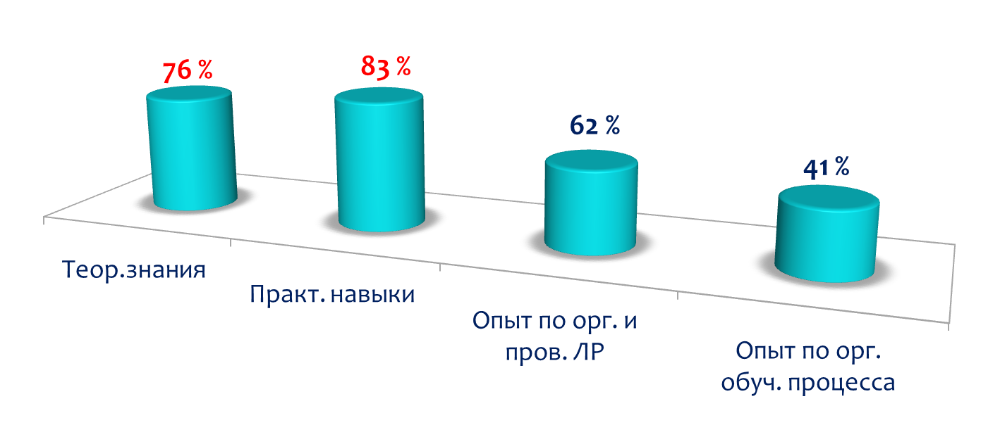 76 %
83 %
62 %
41 %
Теор.знания
Практ. навыки
Опыт по орг. и
пров. ЛР
Опыт по орг.
обуч. процесса